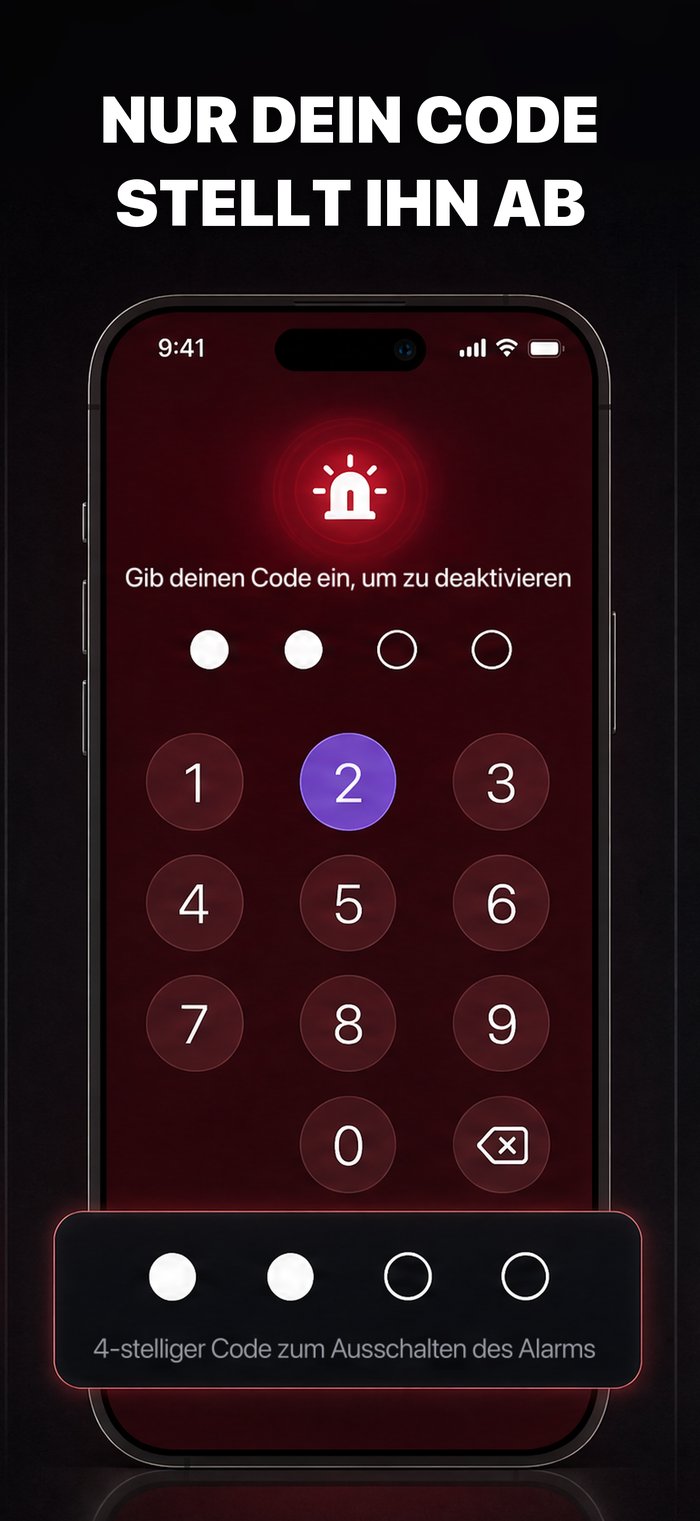 NUR DEIN CODE
STELLT IHN AB
9:41
Gib deinen Code ein, um zu deaktivieren
1 2 3
4 5 6
7 8 9
0
4-stelliger Code zum Ausschalten des Alarms